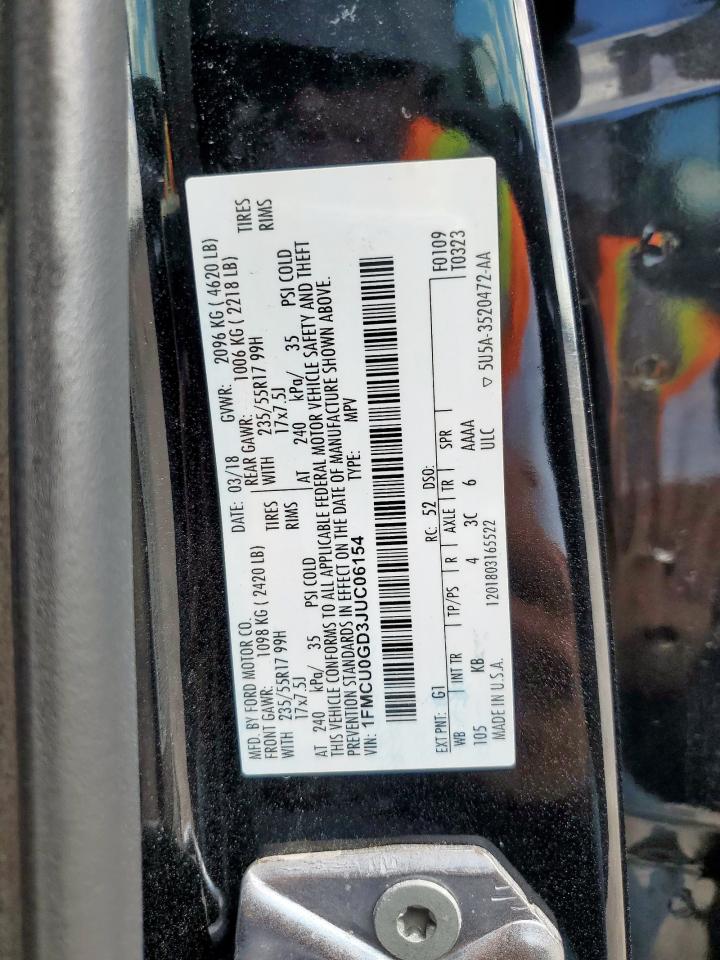 MFD. BY FORD MOTOR CO. DATE: 03/18 GVWR: 2096 KG ( 4620 LB)
FRONT GAWR: 1098 KG ( 2420 LB) REAR GAWR: 1006 KG ( 2218 LB)
WITH 235/55R17 99H TIRES WITH 235/55R17 99H TIRES
17x7.5J RIMS 17x7.5J RIMS
AT 240 kPa/ 35 PSI COLD AT 240 kPa/ 35 PSI COLD
THIS VEHICLE CONFORMS TO ALL APPLICABLE FEDERAL MOTOR VEHICLE SAFETY AND THEFT
PREVENTION STANDARDS IN EFFECT ON THE DATE OF MANUFACTURE SHOWN ABOVE.
VIN: 1FMCU0GD3JUC06154 TYPE: MPV
F0109
T0323
EXT PNT: G1 RC: 52 DSO:
WB INT TR TP/PS R AXLE TR SPR
105 KB 4 3C 6 AAAA
1201803165522 ULC
MADE IN U.S.A. ▽ 5U5A-3520472-AA